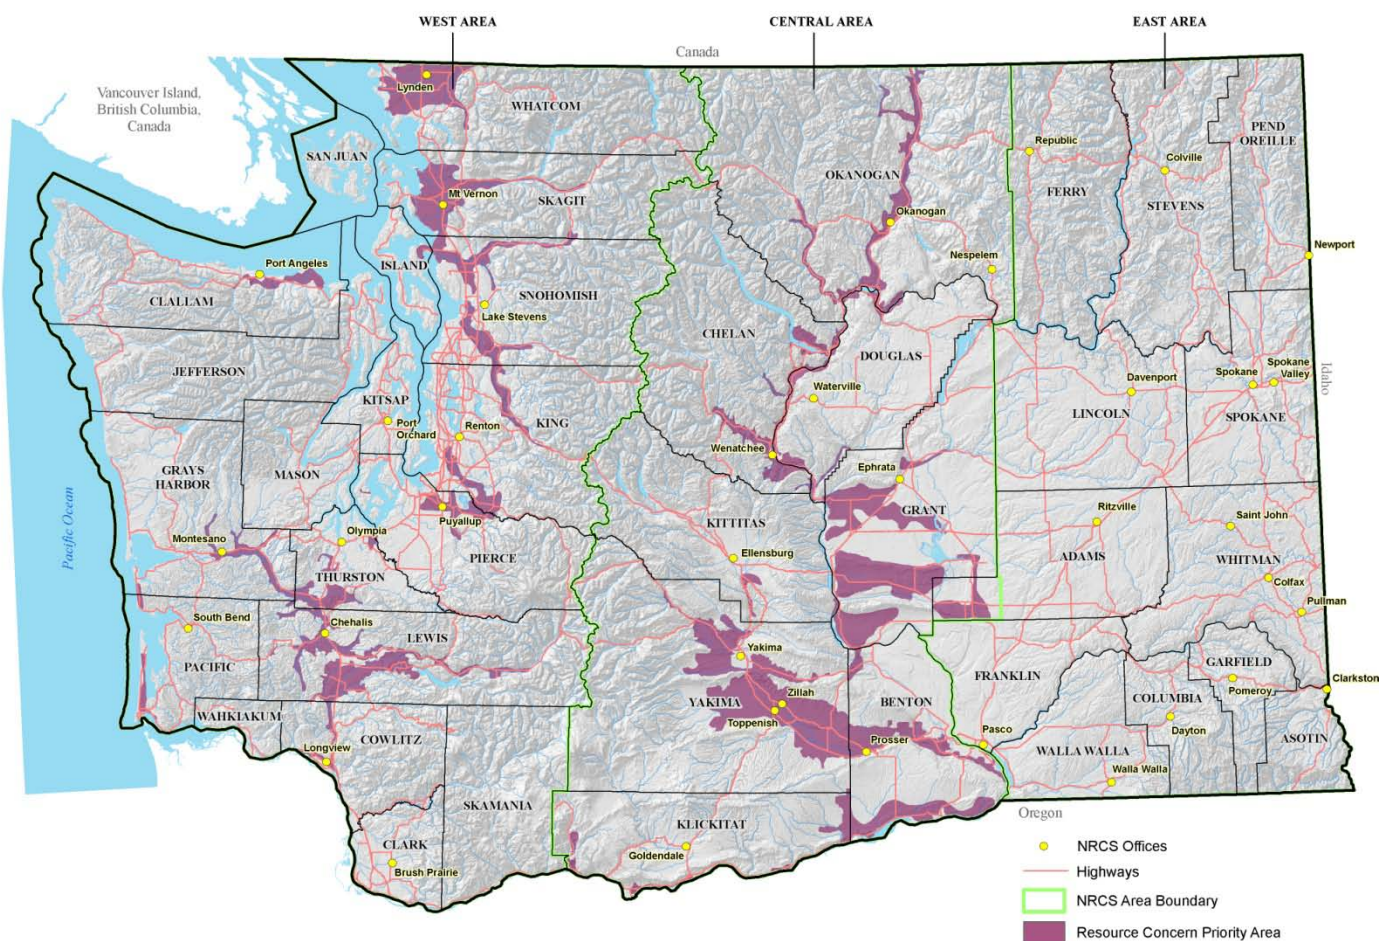 WEST AREA
CENTRAL AREA
EAST AREA
Canada
Vancouver Island,
British Columbia,
Canada
Lynden
WHATCOM
SAN JUAN
Mt Vernon
SKAGIT
OKANOGAN
Okanogan
Nespelem
Republic
FERRY
Colville
STEVENS
PEND
OREILLE
Newport
Port Angeles
CLALLAM
ISLAND
SNOHOMISH
Lake Stevens
CHELAN
DOUGLAS
Waterville
JEFFERSON
KITSAP
Port
Orchard
Renton
KING
Wenatchee
Ephrata
GRANT
Davenport
LINCOLN
Spokane
Spokane
Valley
SPOKANE
Idaho
GRAYS
HARBOR
MASON
Pacific Ocean
Montesano
Olympia
Puyallup
PIERCE
THURSTON
KITTITAS
Ellensburg
Ritzville
ADAMS
Saint John
WHITMAN
Colfax
Pullman
South Bend
Chehalis
LEWIS
PACIFIC
WAHKIAKUM
Yakima
Zillah
YAKIMA
Toppenish
BENTON
Prosser
FRANKLIN
Pasco
GARFIELD
Pomeroy
Clarkston
COLUMBIA
Dayton
ASOTIN
WALLA WALLA
Walla Walla
Longview
COWLITZ
SKAMANIA
KLICKITAT
Goldendale
CLARK
Brush Prairie
Oregon
NRCS Offices
Highways
NRCS Area Boundary
Resource Concern Priority Area